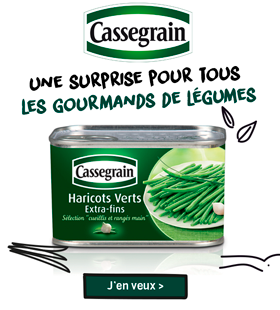 Cassegrain
UNE SURPRISE POUR TOUS
LES GOURMANDS DE LÉGUMES
Cassegrain
Haricots Verts
Extra-fins
Sélection "cueillis et rangés main"
J'en veux >